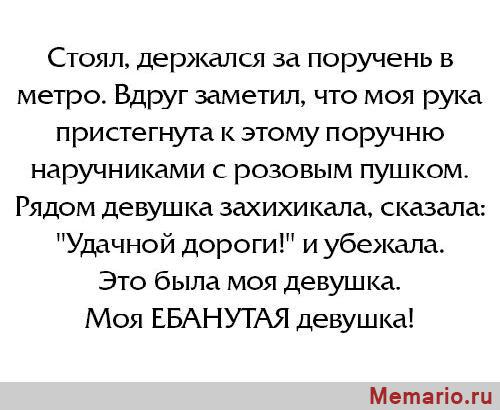 Стоял, держался за поручень в
метро. Вдруг заметил, что моя рука
пристегнута к этому поручню
наручниками с розовым пушком.
Рядом девушка захихикала, сказала:
"Удачной дороги!" и убежала.
Это была моя девушка.
Моя ЕБАНУТАЯ девушка!
Memario.ru